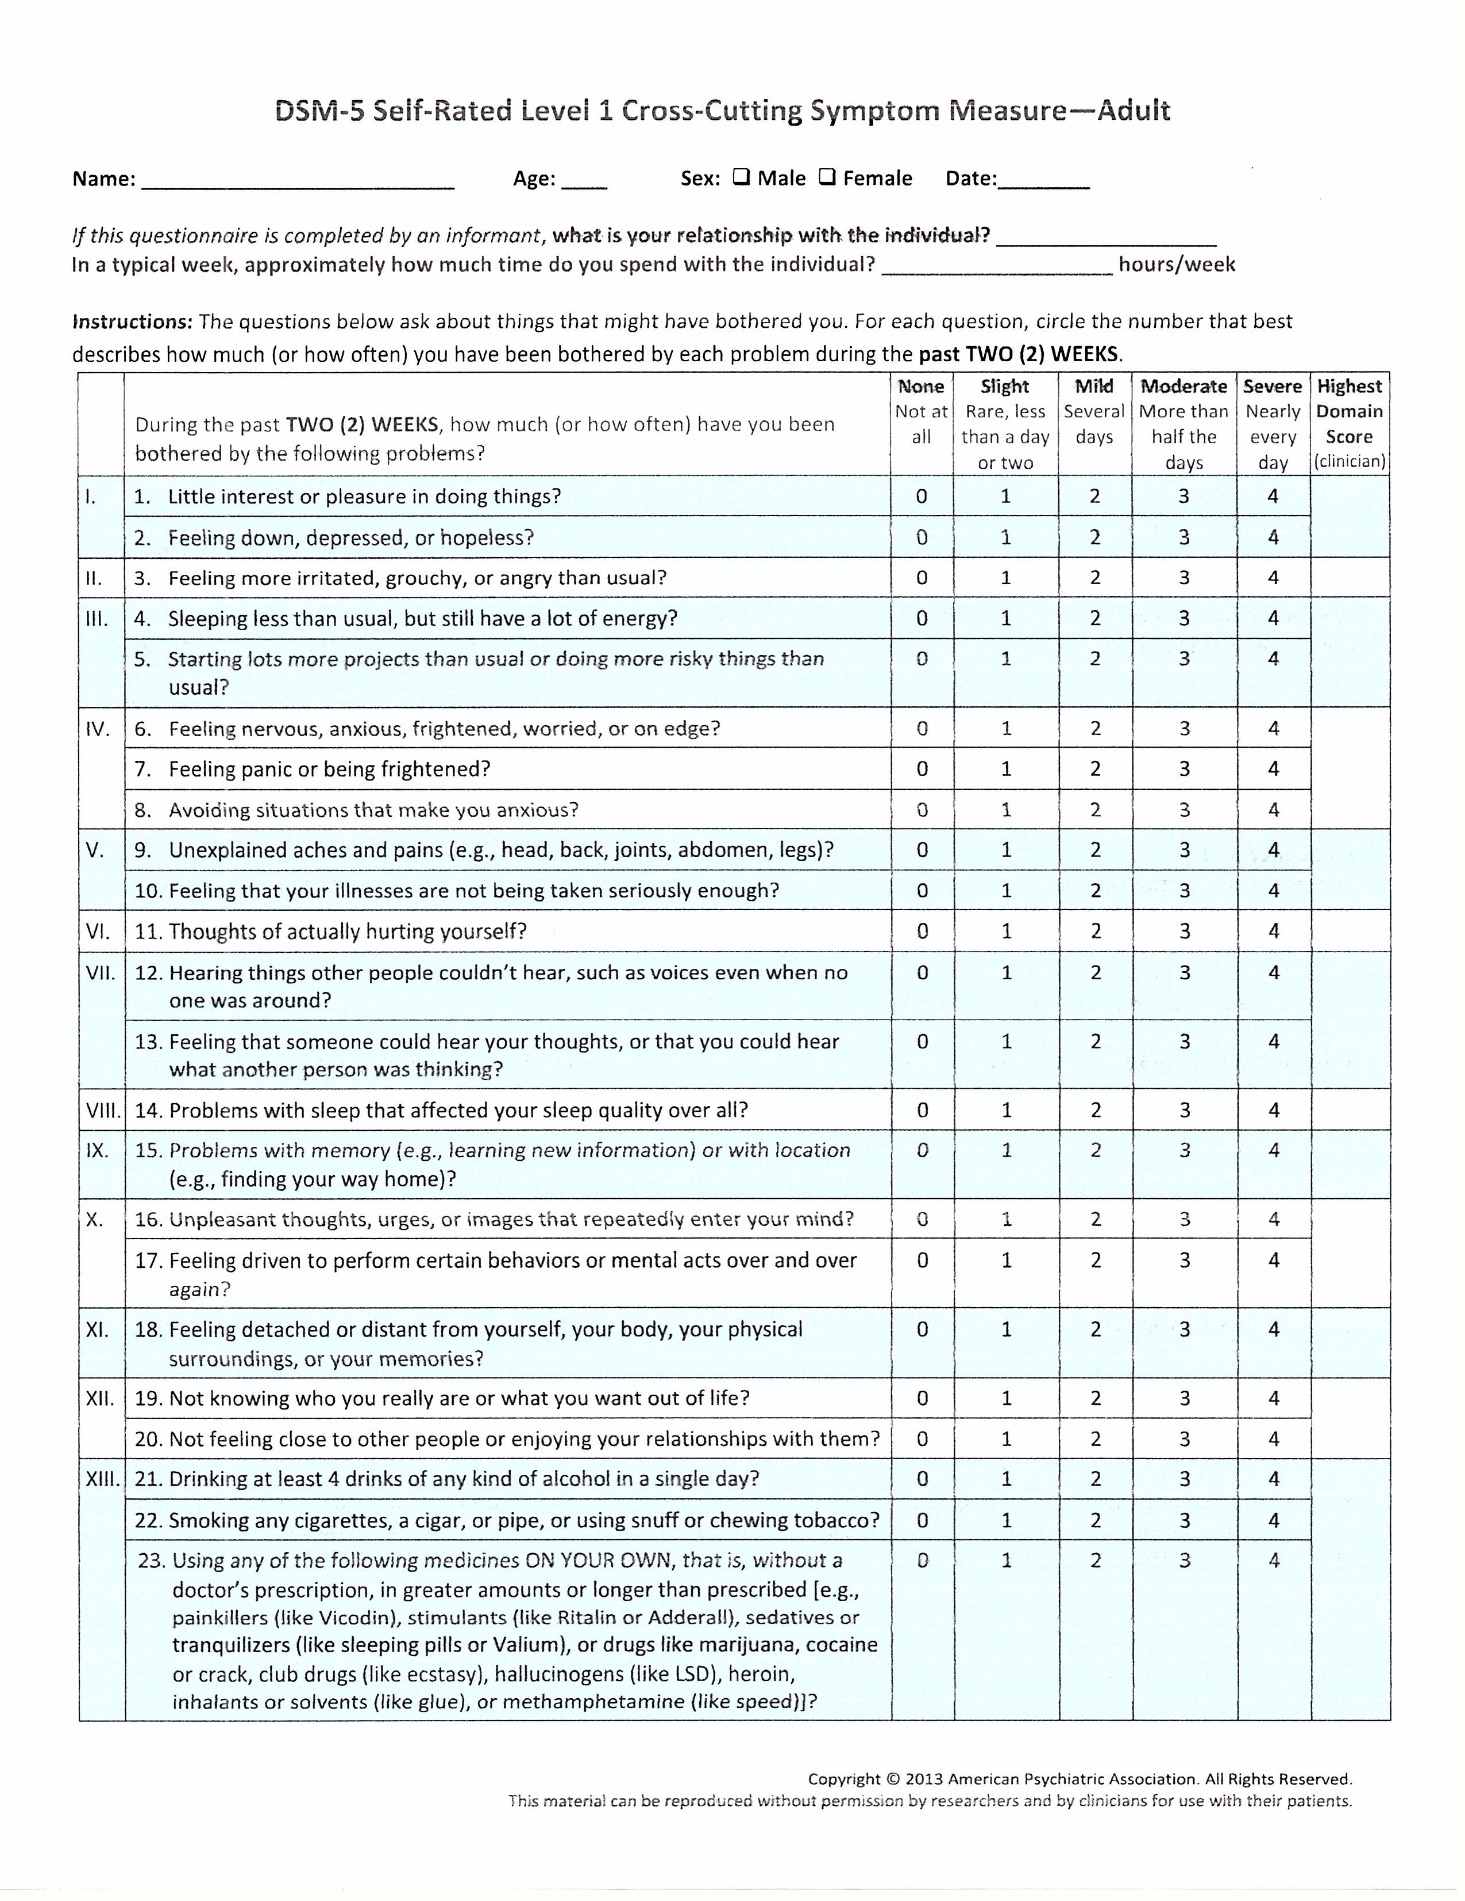 DSM-5 Self-Rated Level 1 Cross-Cutting Symptom Measure—Adult
Name: ____________________ Age: ___ Sex: ❑ Male ❑ Female Date:________
If this questionnaire is completed by an informant, what is your relationship with the individual? ____________________
In a typical week, approximately how much time do you spend with the individual? ____________________ hours/week
Instructions: The questions below ask about things that might have bothered you. For each question, circle the number that best
describes how much (or how often) you have been bothered by each problem during the past TWO (2) WEEKS.
During the past TWO (2) WEEKS, how much (or how often) have you been
bothered by the following problems?
None
Not at
all
Slight
Rare, less
than a day
or two
Mild
Several
days
Moderate
More than
half the
days
Severe
Nearly
every
day
Highest
Domain
Score
(clinician)
I. 1. Little interest or pleasure in doing things? 0 1 2 3 4
2. Feeling down, depressed, or hopeless? 0 1 2 3 4
II. 3. Feeling more irritated, grouchy, or angry than usual? 0 1 2 3 4
III. 4. Sleeping less than usual, but still have a lot of energy? 0 1 2 3 4
5. Starting lots more projects than usual or doing more risky things than 0 1 2 3 4
usual?
IV. 6. Feeling nervous, anxious, frightened, worried, or on edge? 0 1 2 3 4
7. Feeling panic or being frightened? 0 1 2 3 4
8. Avoiding situations that make you anxious? 0 1 2 3 4
V. 9. Unexplained aches and pains (e.g., head, back, joints, abdomen, legs)? 0 1 2 3 4
10. Feeling that your illnesses are not being taken seriously enough? 0 1 2 3 4
VI. 11. Thoughts of actually hurting yourself? 0 1 2 3 4
VII. 12. Hearing things other people couldn't hear, such as voices even when no 0 1 2 3 4
one was around?
13. Feeling that someone could hear your thoughts, or that you could hear 0 1 2 3 4
what another person was thinking?
VIII. 14. Problems with sleep that affected your sleep quality over all? 0 1 2 3 4
IX. 15. Problems with memory (e.g., learning new information) or with location 0 1 2 3 4
(e.g., finding your way home)?
X. 16. Unpleasant thoughts, urges, or images that repeatedly enter your mind? 0 1 2 3 4
17. Feeling driven to perform certain behaviors or mental acts over and over 0 1 2 3 4
again?
XI. 18. Feeling detached or distant from yourself, your body, your physical 0 1 2 3 4
surroundings, or your memories?
XII. 19. Not knowing who you really are or what you want out of life? 0 1 2 3 4
20. Not feeling close to other people or enjoying your relationships with them? 0 1 2 3 4
XIII. 21. Drinking at least 4 drinks of any kind of alcohol in a single day? 0 1 2 3 4
22. Smoking any cigarettes, a cigar, or pipe, or using snuff or chewing tobacco? 0 1 2 3 4
23. Using any of the following medicines ON YOUR OWN, that is, without a 0 1 2 3 4
doctor's prescription, in greater amounts or longer than prescribed [e.g.,
painkillers (like Vicodin), stimulants (like Ritalin or Adderall), sedatives or
tranquilizers (like sleeping pills or Valium), or drugs like marijuana, cocaine
or crack, club drugs (like ecstasy), hallucinogens (like LSD), heroin,
inhalants or solvents (like glue), or methamphetamine (like speed)]?
Copyright © 2013 American Psychiatric Association. All Rights Reserved.
This material can be reproduced without permission by researchers and by clinicians for use with their patients.